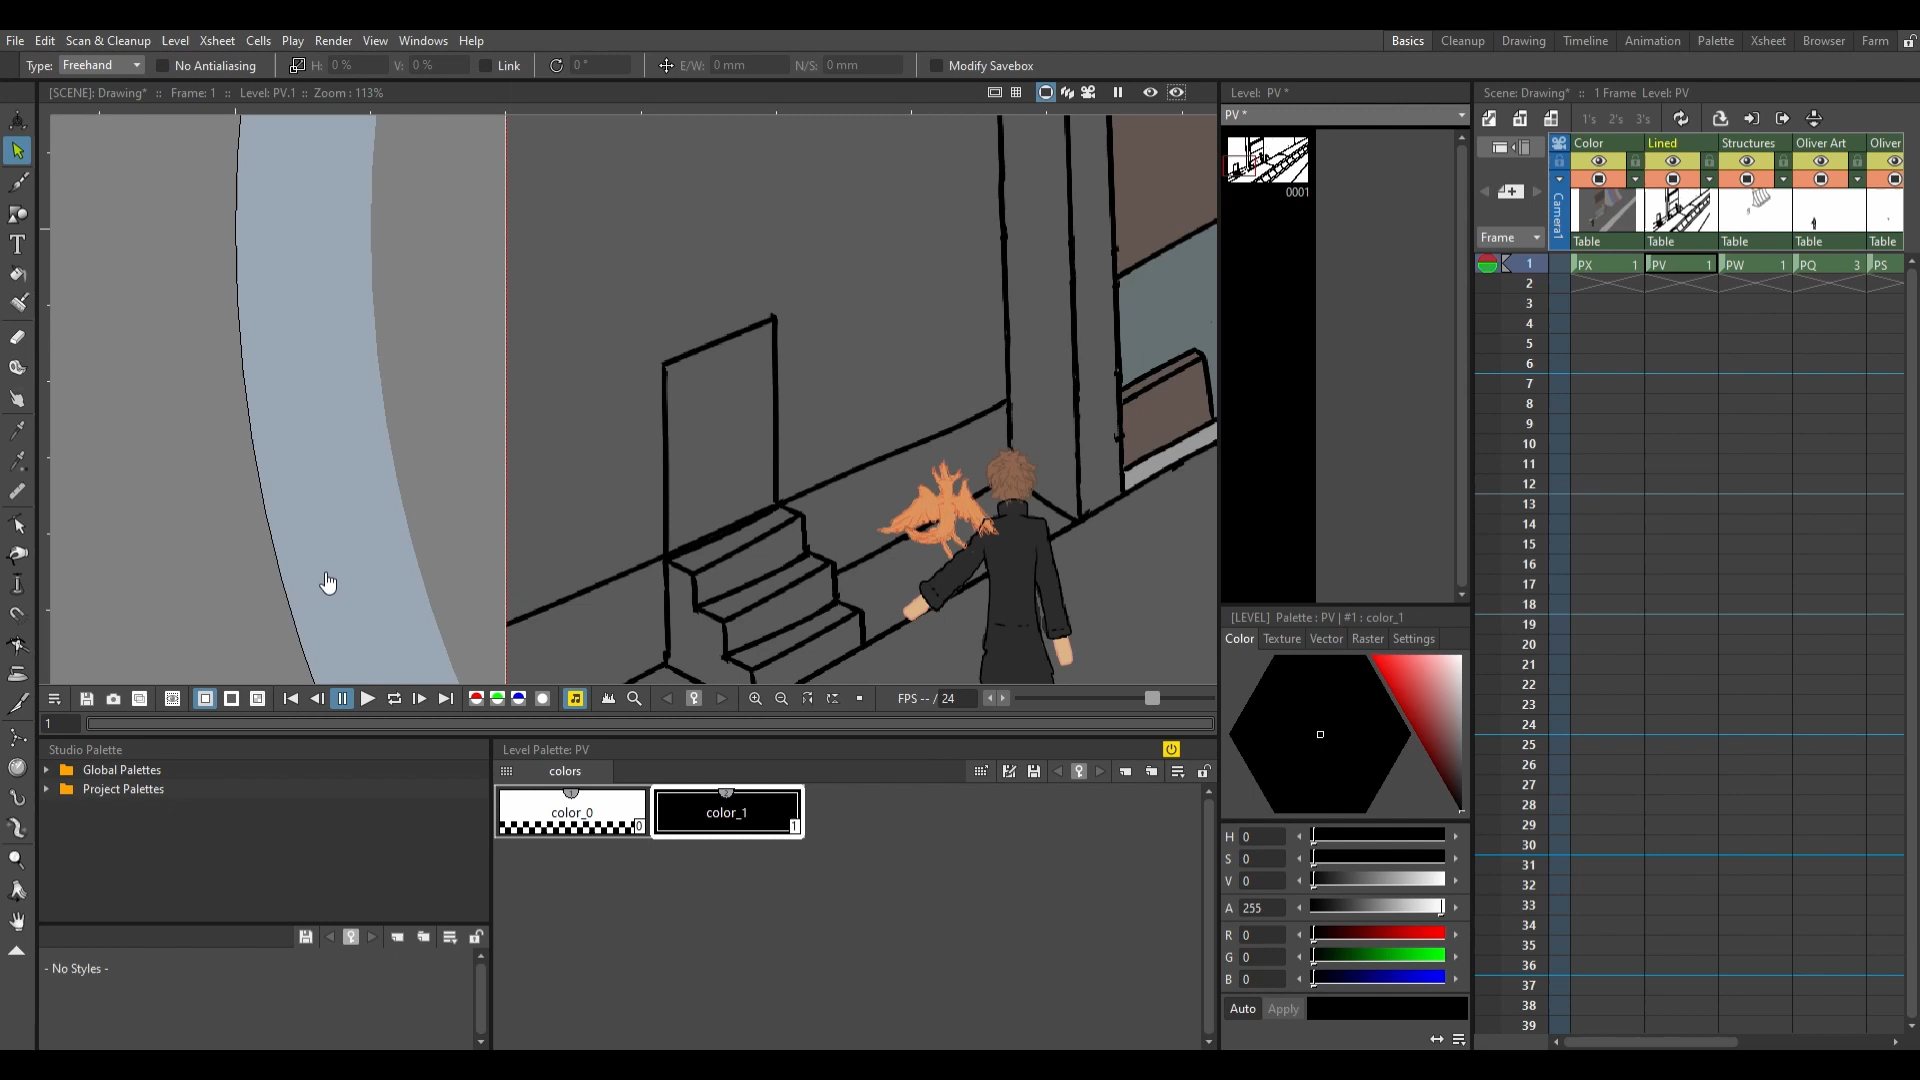 File Edit Scan & Cleanup Level Xsheet Cells Play Render View Windows Help
Basics Cleanup Drawing Timeline Animation Palette Xsheet Browser Farm
Type: Freehand No Antialiasing H: 0 % V: 0 % Link 0 ° E/W: 0 mm N/S: 0 mm Modify Savebox
[SCENE]: Drawing* :: Frame: 1 :: Level: PV.1 :: Zoom : 113%
Level: PV *
Scene: Drawing* :: 1 Frame Level: PV
PV *
1's 2's 3's
Color Lined Structures Oliver Art Oliver
0001
Camera1
Frame
Table Table Table Table Table
1 PX 1 PV 1 PW 1 PQ 3 PS
2
3
4
5
6
7
8
9
10
11
12
13
14
15
16
17
18
19
20
21
22
23
24
25
26
27
28
29
30
31
32
33
34
35
36
37
38
39
[LEVEL] Palette : PV | #1 : color_1
Color Texture Vector Raster Settings
FPS -- / 24
1
Studio Palette
Global Palettes
Project Palettes
- No Styles -
Level Palette: PV
colors
1 color_0 0
2 color_1 1
H 0
S 0
V 0
A 255
R 0
G 0
B 0
Auto Apply